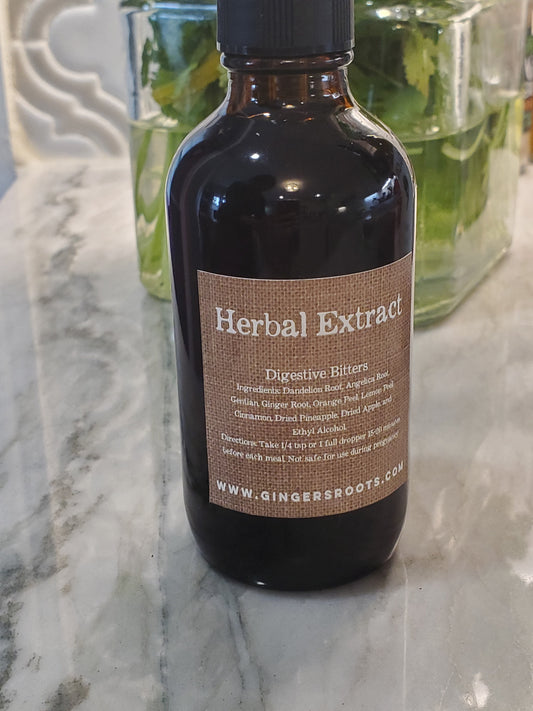 Herbal Extract
Digestive Bitters
Ingredients: Dandelion Root, Angelica Root,
Gentian, Ginger Root, Orange Peel, Lemon Peel,
Cinnamon, Dried Pineapple, Dried Apple, and
Ethyl Alcohol.
Directions: Take 1/4 tsp or 1 full dropper minutes
before each meal. Not safe for use during pregnancy
WWW.GINGERSROOTS.COM